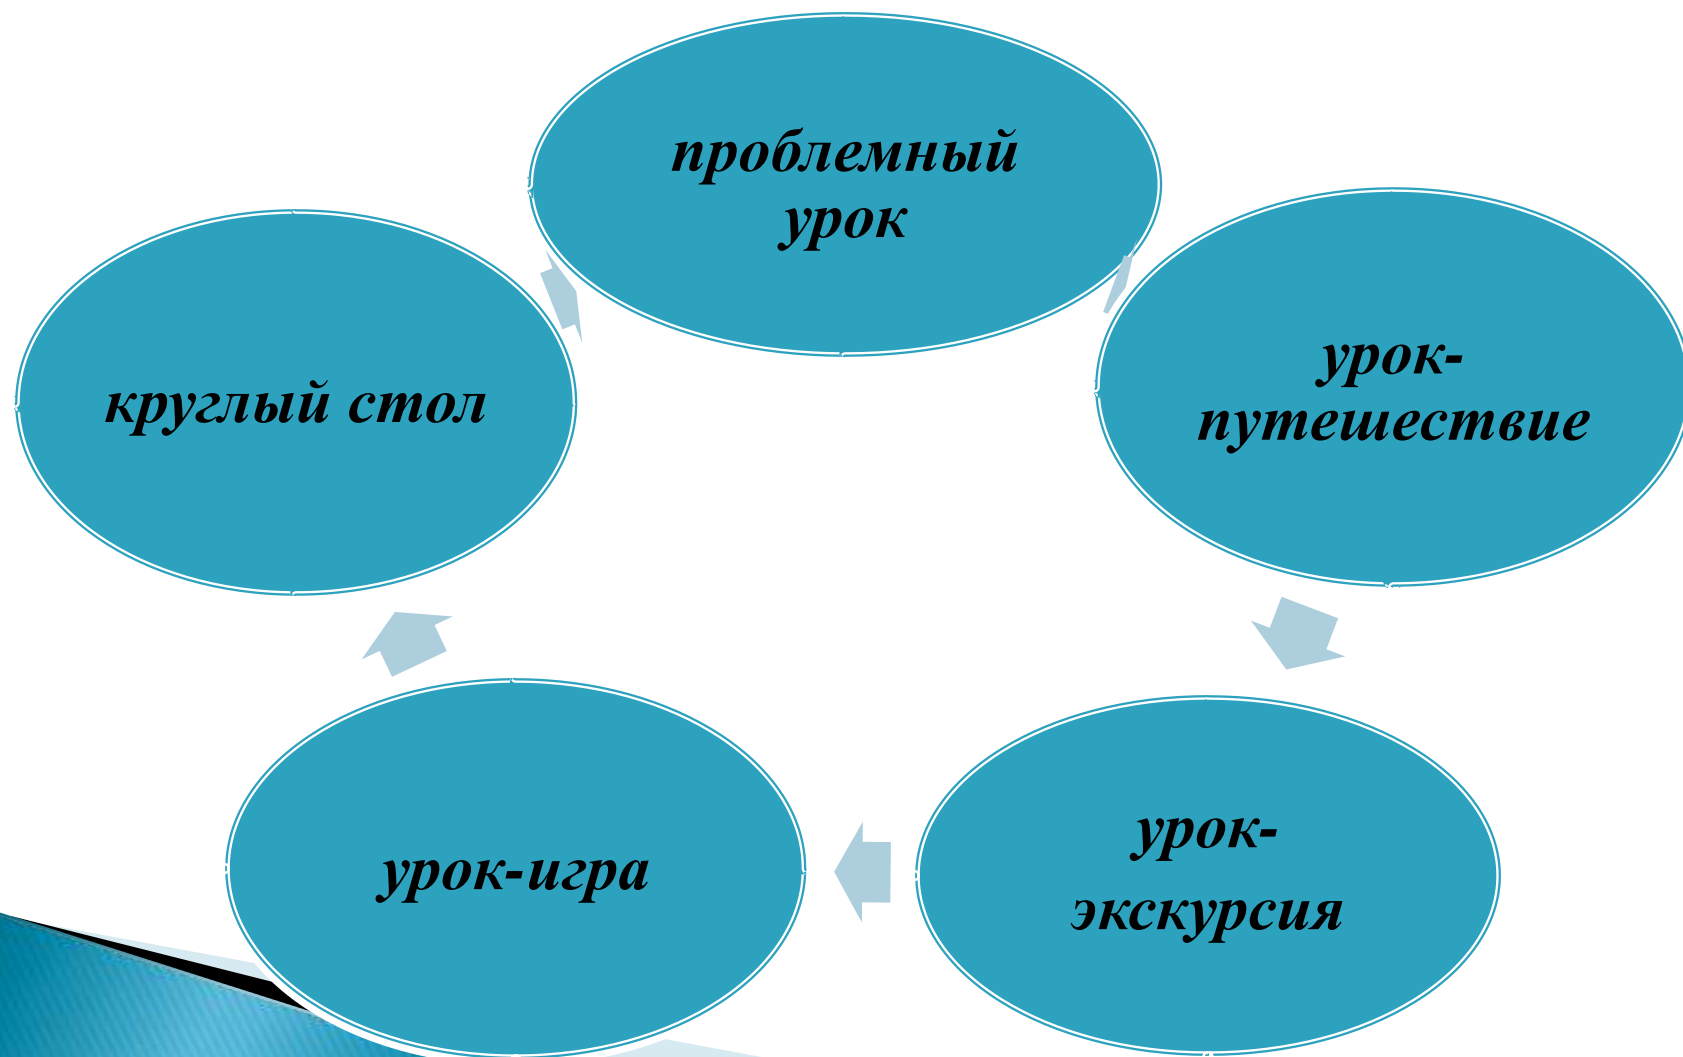 проблемный
урок
урок-
путешествие
урок-
экскурсия
урок-игра
круглый стол